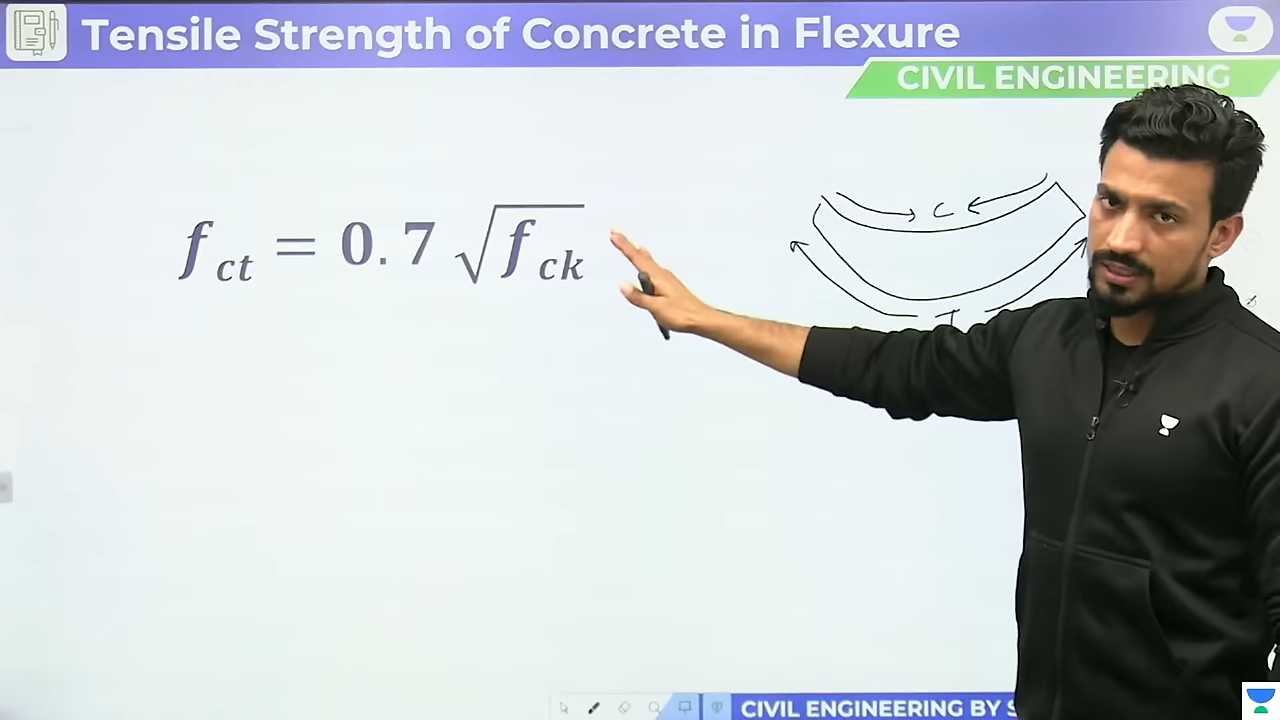 Tensile Strength of Concrete in Flexure
CIVIL ENGINEERING
f_ct = 0.7 √f_ck
C
T
CIVIL ENGINEERING BY S